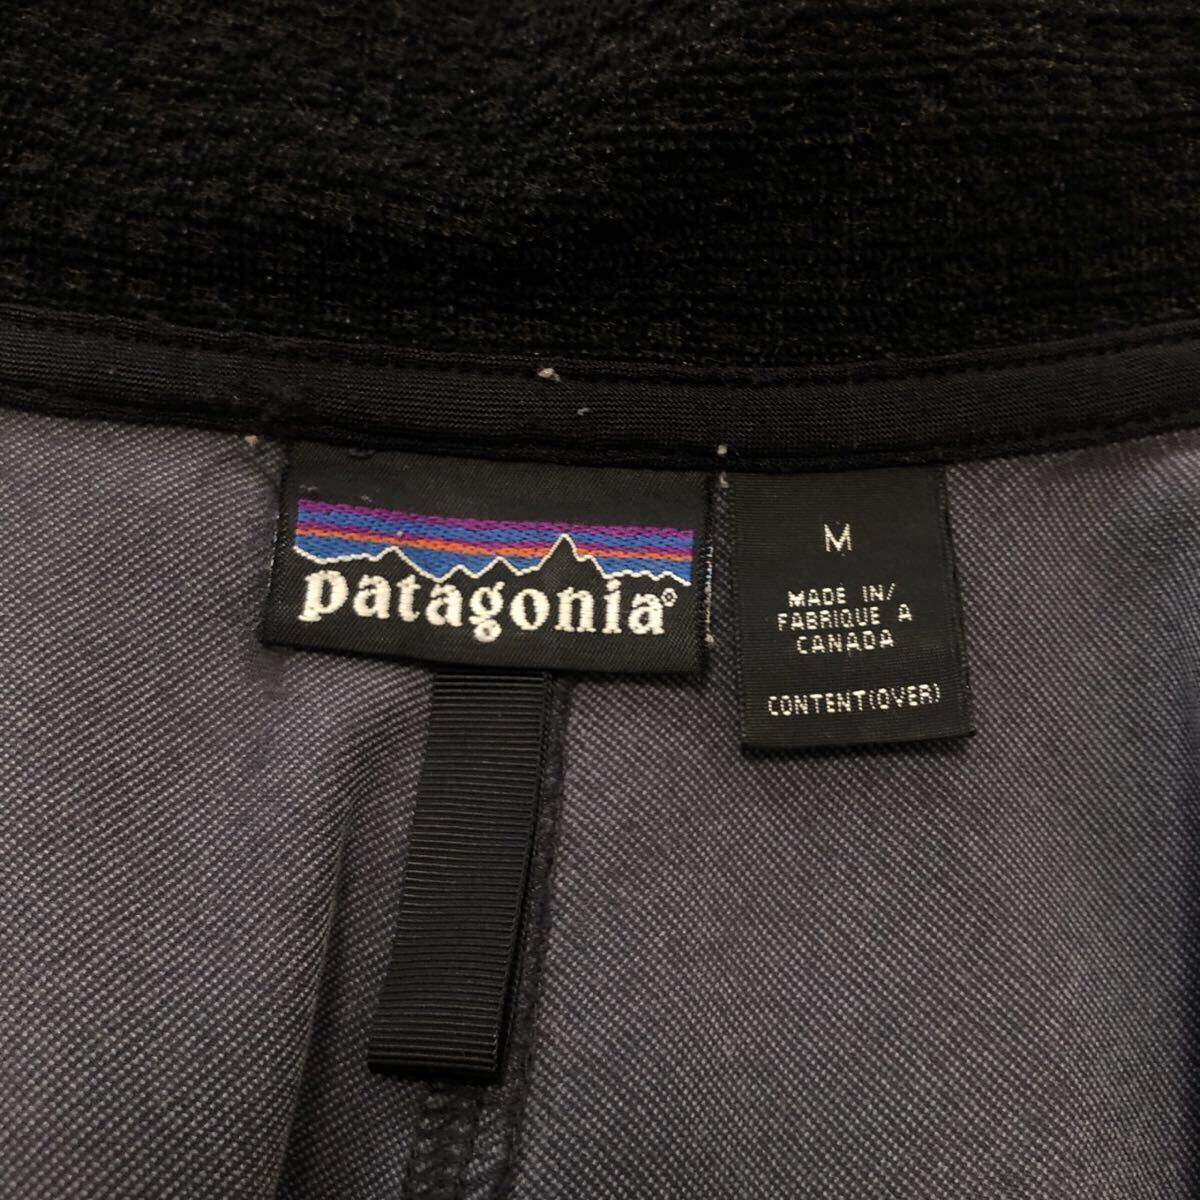 patagonia®
M
MADE IN/
FABRIQUE A
CANADA
CONTENT(OVER)